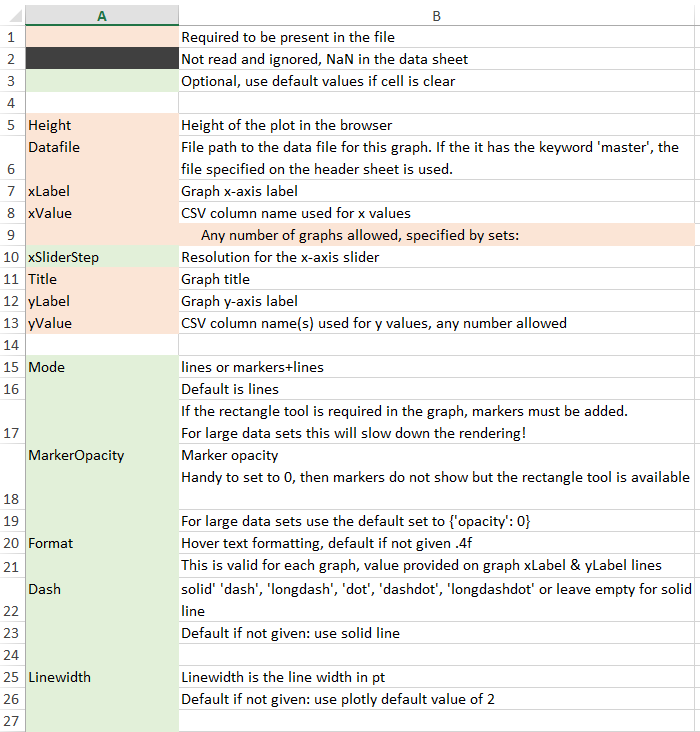 A B
1 Required to be present in the file
2 Not read and ignored, NaN in the data sheet
3 Optional, use default values if cell is clear
4
5 Height Height of the plot in the browser
Datafile File path to the data file for this graph. If the it has the keyword 'master', the
6 file specified on the header sheet is used.
7 xLabel Graph x-axis label
8 xValue CSV column name used for x values
9 Any number of graphs allowed, specified by sets:
10 xSliderStep Resolution for the x-axis slider
11 Title Graph title
12 yLabel Graph y-axis label
13 yValue CSV column name(s) used for y values, any number allowed
14
15 Mode lines or markers+lines
16 Default is lines
If the rectangle tool is required in the graph, markers must be added.
17 For large data sets this will slow down the rendering!
MarkerOpacity Marker opacity
Handy to set to 0, then markers do not show but the rectangle tool is available
18
19 For large data sets use the default set to {'opacity': 0}
20 Format Hover text formatting, default if not given .4f
21 This is valid for each graph, value provided on graph xLabel & yLabel lines
Dash solid' 'dash', 'longdash', 'dot', 'dashdot', 'longdashdot' or leave empty for solid
22 line
23 Default if not given: use solid line
24
25 Linewidth Linewidth is the line width in pt
26 Default if not given: use plotly default value of 2
27